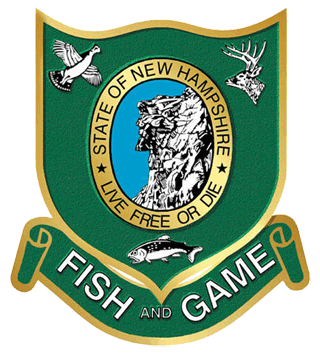 STATE OF NEW HAMPSHIRE
LIVE FREE OR DIE
FISH AND GAME